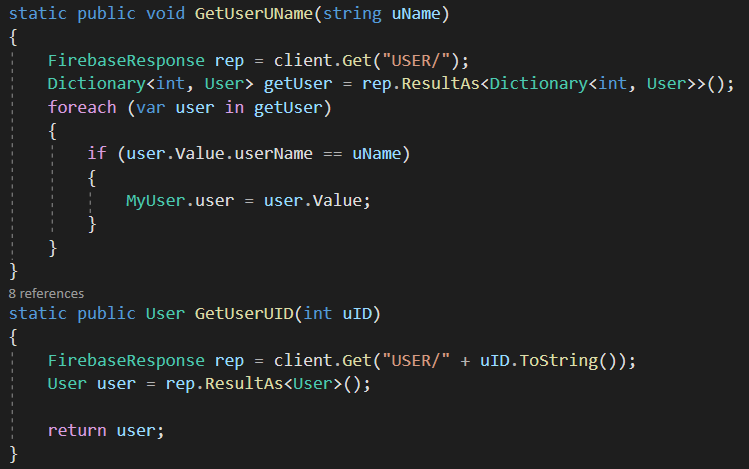 static public void GetUserUName(string uName)
{
FirebaseResponse rep = client.Get("USER/");
Dictionary<int, User> getUser = rep.ResultAs<Dictionary<int, User>>();
foreach (var user in getUser)
{
if (user.Value.userName == uName)
{
MyUser.user = user.Value;
}
}
}
8 references
static public User GetUserUID(int uID)
{
FirebaseResponse rep = client.Get("USER/" + uID.ToString());
User user = rep.ResultAs<User>();
return user;
}